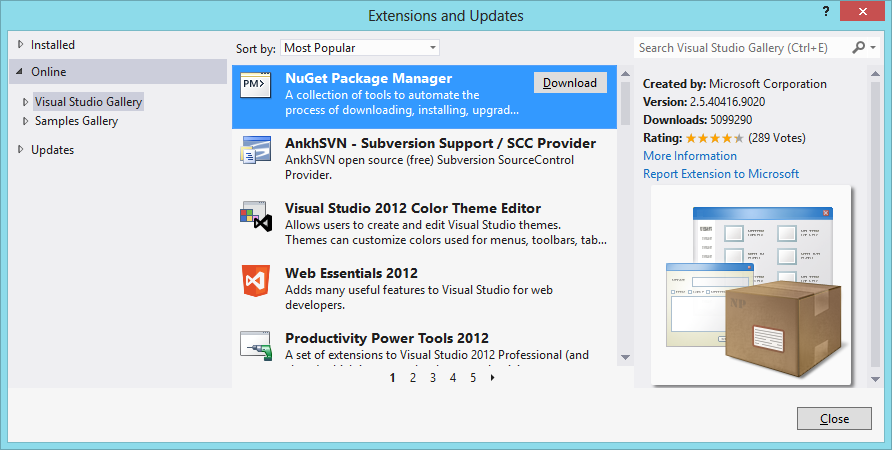 Extensions and Updates
?
Installed
Online
Visual Studio Gallery
Samples Gallery
Updates
Sort by: Most Popular
NuGet Package Manager
A collection of tools to automate the
process of downloading, installing, upgrad...
Download
AnkhSVN - Subversion Support / SCC Provider
AnkhSVN open source (free) Subversion SourceControl
Provider.
Visual Studio 2012 Color Theme Editor
Allows users to create and edit Visual Studio themes.
Themes can customize colors used for menus, toolbars, tab...
Web Essentials 2012
Adds many useful features to Visual Studio for web
developers.
Productivity Power Tools 2012
A set of extensions to Visual Studio 2012 Professional (and
1 2 3 4 5
Search Visual Studio Gallery (Ctrl+E)
Created by: Microsoft Corporation
Version: 2.5.40416.9020
Downloads: 5099290
Rating: (289 Votes)
More Information
Report Extension to Microsoft
PM>
NP
Close